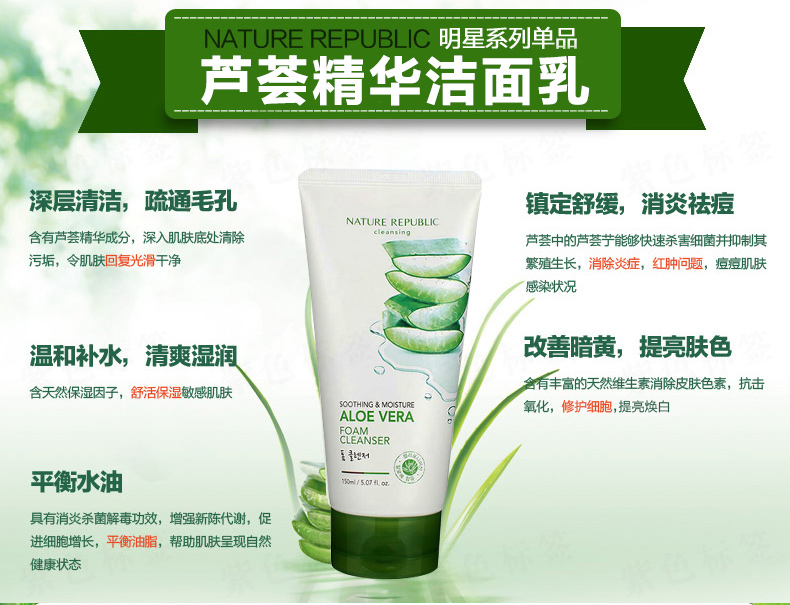 NATURE REPUBLIC 明星系列单品
芦荟精华洁面乳
深层清洁，疏通毛孔
含有芦荟精华成分，深入肌肤底处清除
污垢，令肌肤回复光滑干净
温和补水，清爽湿润
含天然保湿因子，舒活保湿敏感肌肤
平衡水油
具有消炎杀菌解毒功效，增强新陈代谢，促
进细胞增长，平衡油脂，帮助肌肤呈现自然
健康状态
NATURE REPUBLIC
cleansing
SOOTHING & MOISTURE
ALOE VERA
FOAM
CLEANSER
폼 클렌저
150ml / 5.07 fl. oz.
镇定舒缓，消炎祛痘
芦荟中的芦荟苧能够快速杀害细菌并抑制其
繁殖生长，消除炎症，红肿问题，痘痘肌肤
感染状况
改善暗黄，提亮肤色
含有丰富的天然维生素消除皮肤色素，抗击
氧化，修护细胞，提亮焕白
紫色标签